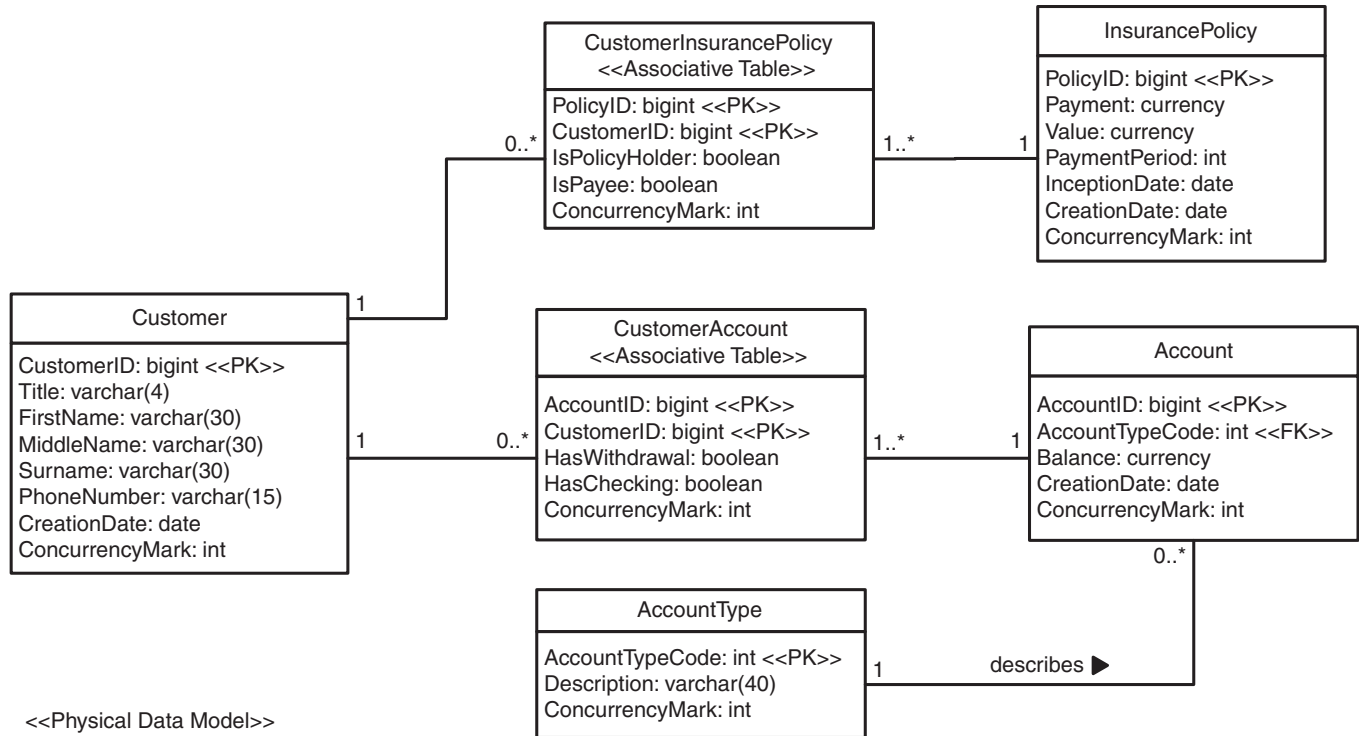 CustomerInsurancePolicy
<<Associative Table>>
PolicyID: bigint <<PK>>
CustomerID: bigint <<PK>>
IsPolicyHolder: boolean
IsPayee: boolean
ConcurrencyMark: int
InsurancePolicy
PolicyID: bigint <<PK>>
Payment: currency
Value: currency
PaymentPeriod: int
InceptionDate: date
CreationDate: date
ConcurrencyMark: int
0..*
1..*
1
1
Customer
CustomerID: bigint <<PK>>
Title: varchar(4)
FirstName: varchar(30)
MiddleName: varchar(30)
Surname: varchar(30)
PhoneNumber: varchar(15)
CreationDate: date
ConcurrencyMark: int
1
0..*
CustomerAccount
<<Associative Table>>
AccountID: bigint <<PK>>
CustomerID: bigint <<PK>>
HasWithdrawal: boolean
HasChecking: boolean
ConcurrencyMark: int
1..*
1
Account
AccountID: bigint <<PK>>
AccountTypeCode: int <<FK>>
Balance: currency
CreationDate: date
ConcurrencyMark: int
0..*
AccountType
AccountTypeCode: int <<PK>>
Description: varchar(40)
ConcurrencyMark: int
1
describes
<<Physical Data Model>>